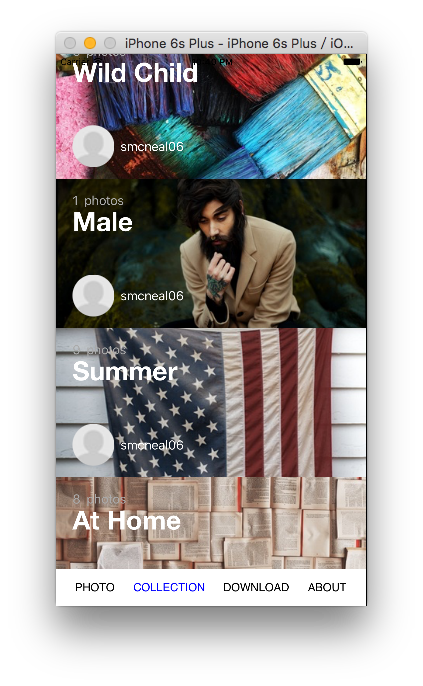 iPhone 6s Plus - iPhone 6s Plus / iO...
Wild Child
smcneal06
1 photos
Male
smcneal06
photos
Summer
smcneal06
8 photos
At Home
PHOTO COLLECTION DOWNLOAD ABOUT